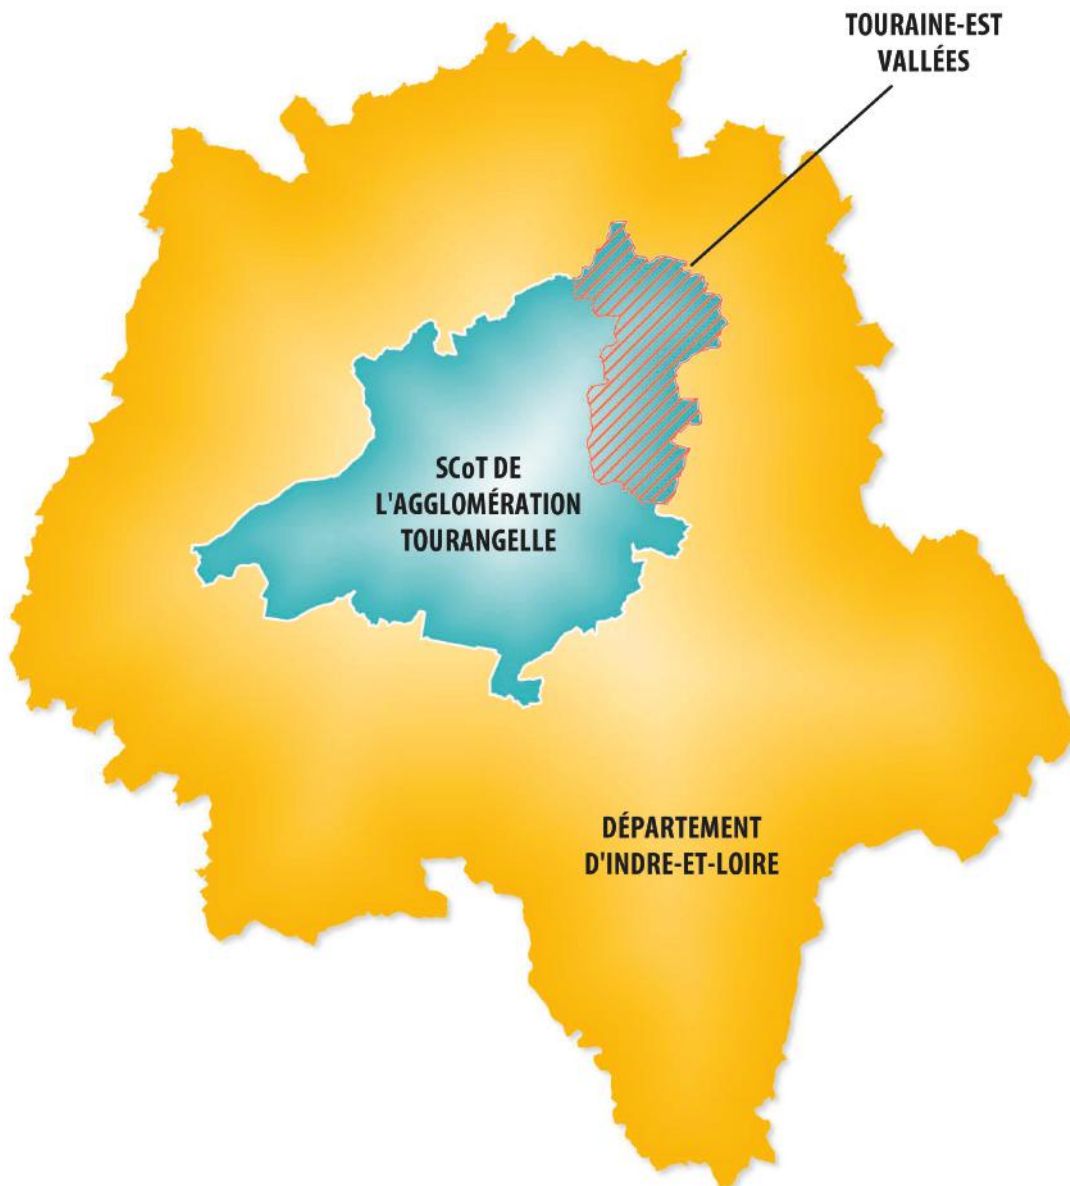 TOURAINE-EST
VALLÉES
SCoT DE
L'AGGLOMÉRATION
TOURANGELLE
DÉPARTEMENT
D'INDRE-ET-LOIRE